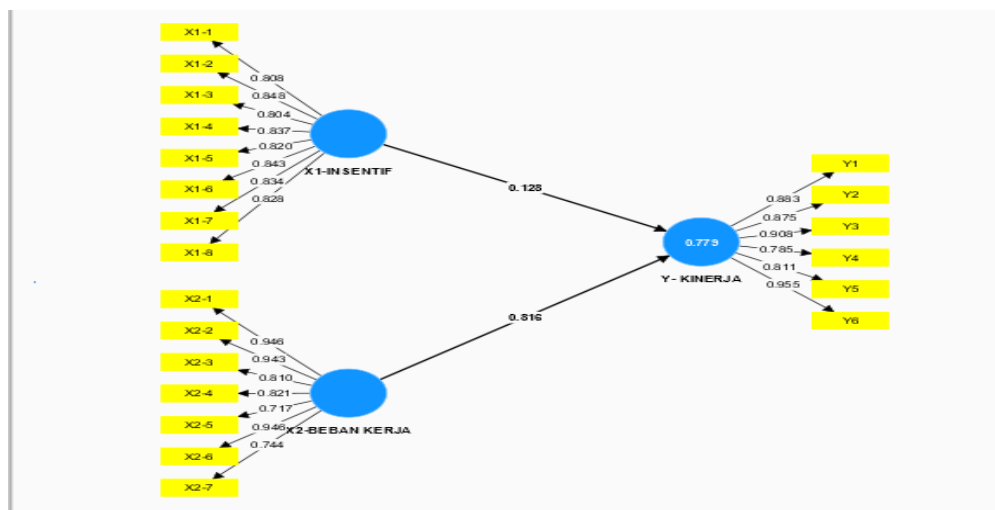 X1-1
X1-2
X1-3
X1-4
X1-5
X1-6
X1-7
X1-8
0.808
0.848
0.804
0.837
0.820
0.843
0.834
0.828
X1-INSENTIF
0.128
X2-1
X2-2
X2-3
X2-4
X2-5
X2-6
X2-7
0.946
0.943
0.810
0.821
0.717
0.946
0.744
X2-BEBAN KERJA
0.816
0.779
Y- KINERJA
0.883
0.875
0.908
0.785
0.811
0.955
Y1
Y2
Y3
Y4
Y5
Y6